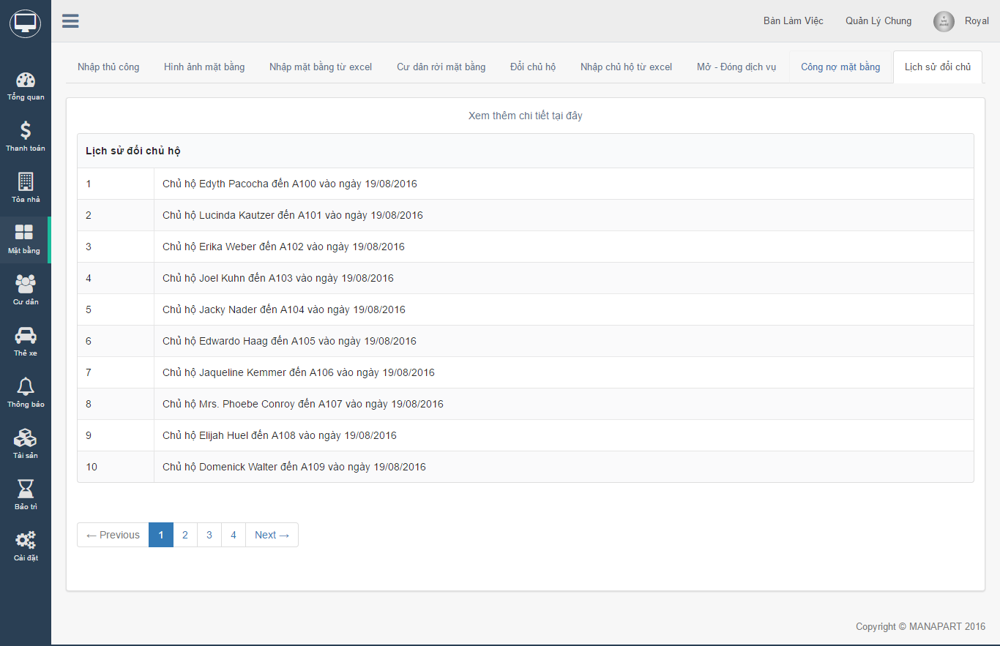 Bàn Làm Việc Quản Lý Chung Royal
Nhập thủ công Hình ảnh mặt bằng Nhập mặt bằng từ excel Cư dân rời mặt bằng Đổi chủ hộ Nhập chủ hộ từ excel Mở - Đóng dịch vụ Công nợ mặt bằng Lịch sử đổi chủ
Tổng quan
Thanh toán
Tòa nhà
Mặt bằng
Cư dân
Thẻ xe
Thông báo
Tài sản
Bảo trì
Cài đặt
Xem thêm chi tiết tại đây
Lịch sử đổi chủ hộ
1 Chủ hộ Edyth Pacocha đến A100 vào ngày 19/08/2016
2 Chủ hộ Lucinda Kautzer đến A101 vào ngày 19/08/2016
3 Chủ hộ Erika Weber đến A102 vào ngày 19/08/2016
4 Chủ hộ Joel Kuhn đến A103 vào ngày 19/08/2016
5 Chủ hộ Jacky Nader đến A104 vào ngày 19/08/2016
6 Chủ hộ Edwardo Haag đến A105 vào ngày 19/08/2016
7 Chủ hộ Jaqueline Kemmer đến A106 vào ngày 19/08/2016
8 Chủ hộ Mrs. Phoebe Conroy đến A107 vào ngày 19/08/2016
9 Chủ hộ Elijah Huel đến A108 vào ngày 19/08/2016
10 Chủ hộ Domenick Walter đến A109 vào ngày 19/08/2016
← Previous 1 2 3 4 Next →
Copyright © MANAPART 2016